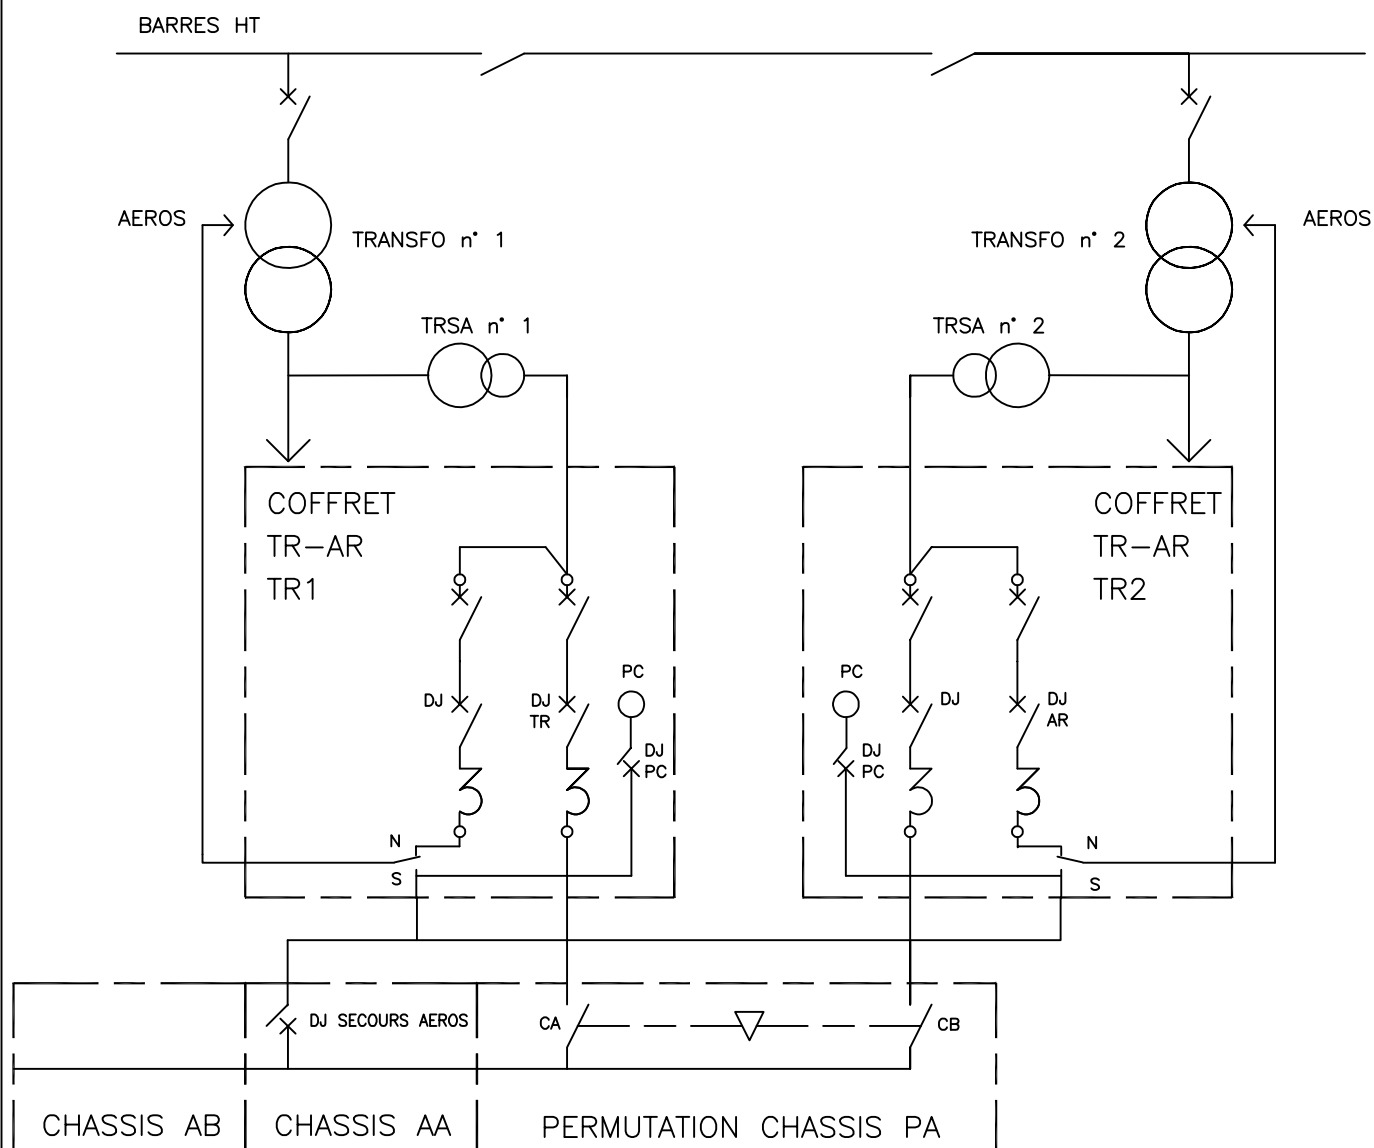 BARRES HT
AEROS
TRANSFO n° 1
TRANSFO n° 2
AEROS
TRSA n° 1
TRSA n° 2
COFFRET
TR-AR
TR1
COFFRET
TR-AR
TR2
PC
PC
DJ
DJ
TR
DJ
PC
DJ
PC
DJ
DJ
AR
N
S
N
S
DJ SECOURS AEROS
CA
CB
CHASSIS AB
CHASSIS AA
PERMUTATION CHASSIS PA